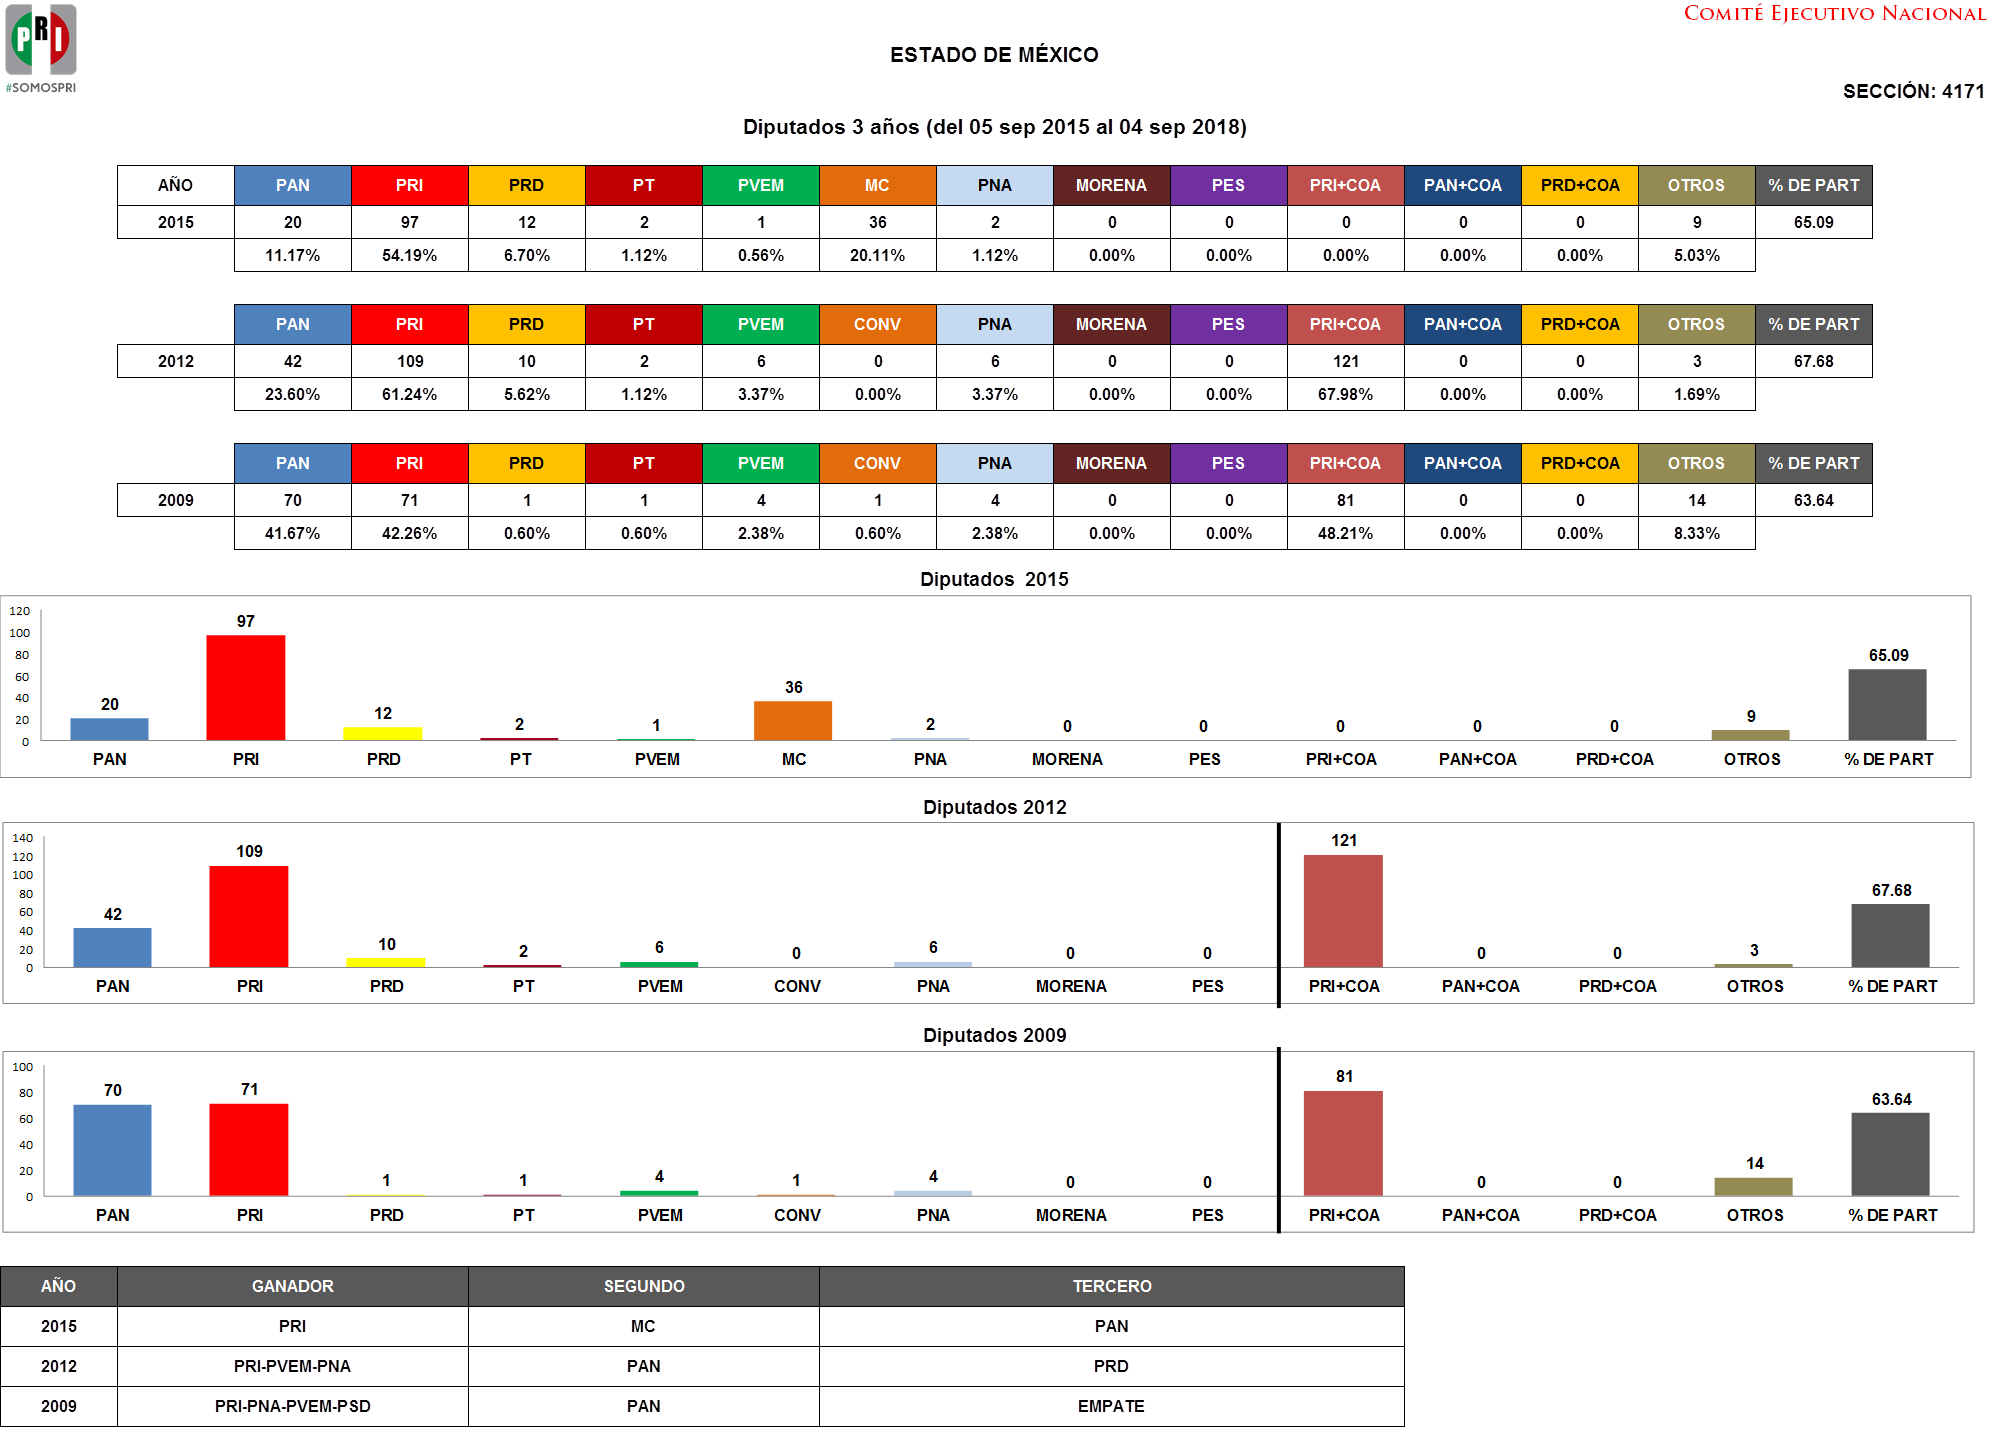 PRI
#SOMOSPRI
COMITÉ EJECUTIVO NACIONAL
ESTADO DE MÉXICO
SECCIÓN: 4171
Diputados 3 años (del 05 sep 2015 al 04 sep 2018)
AÑO PAN PRI PRD PT PVEM MC PNA MORENA PES PRI+COA PAN+COA PRD+COA OTROS % DE PART
2015 20 97 12 2 1 36 2 0 0 0 0 0 9 65.09
11.17% 54.19% 6.70% 1.12% 0.56% 20.11% 1.12% 0.00% 0.00% 0.00% 0.00% 0.00% 5.03%
PAN PRI PRD PT PVEM CONV PNA MORENA PES PRI+COA PAN+COA PRD+COA OTROS % DE PART
2012 42 109 10 2 6 0 6 0 0 121 0 0 3 67.68
23.60% 61.24% 5.62% 1.12% 3.37% 0.00% 3.37% 0.00% 0.00% 67.98% 0.00% 0.00% 1.69%
PAN PRI PRD PT PVEM CONV PNA MORENA PES PRI+COA PAN+COA PRD+COA OTROS % DE PART
2009 70 71 1 1 4 1 4 0 0 81 0 0 14 63.64
41.67% 42.26% 0.60% 0.60% 2.38% 0.60% 2.38% 0.00% 0.00% 48.21% 0.00% 0.00% 8.33%
Diputados 2015
120
100
80
60
40
20
0
20 97 12 2 1 36 2 0 0 0 0 0 9 65.09
PAN PRI PRD PT PVEM MC PNA MORENA PES PRI+COA PAN+COA PRD+COA OTROS % DE PART
Diputados 2012
140
120
100
80
60
40
20
0
42 109 10 2 6 0 6 0 0 121 0 0 3 67.68
PAN PRI PRD PT PVEM CONV PNA MORENA PES PRI+COA PAN+COA PRD+COA OTROS % DE PART
Diputados 2009
100
80
60
40
20
0
70 71 1 1 4 1 4 0 0 81 0 0 14 63.64
PAN PRI PRD PT PVEM CONV PNA MORENA PES PRI+COA PAN+COA PRD+COA OTROS % DE PART
AÑO GANADOR SEGUNDO TERCERO
2015 PRI MC PAN
2012 PRI-PVEM-PNA PAN PRD
2009 PRI-PNA-PVEM-PSD PAN EMPATE